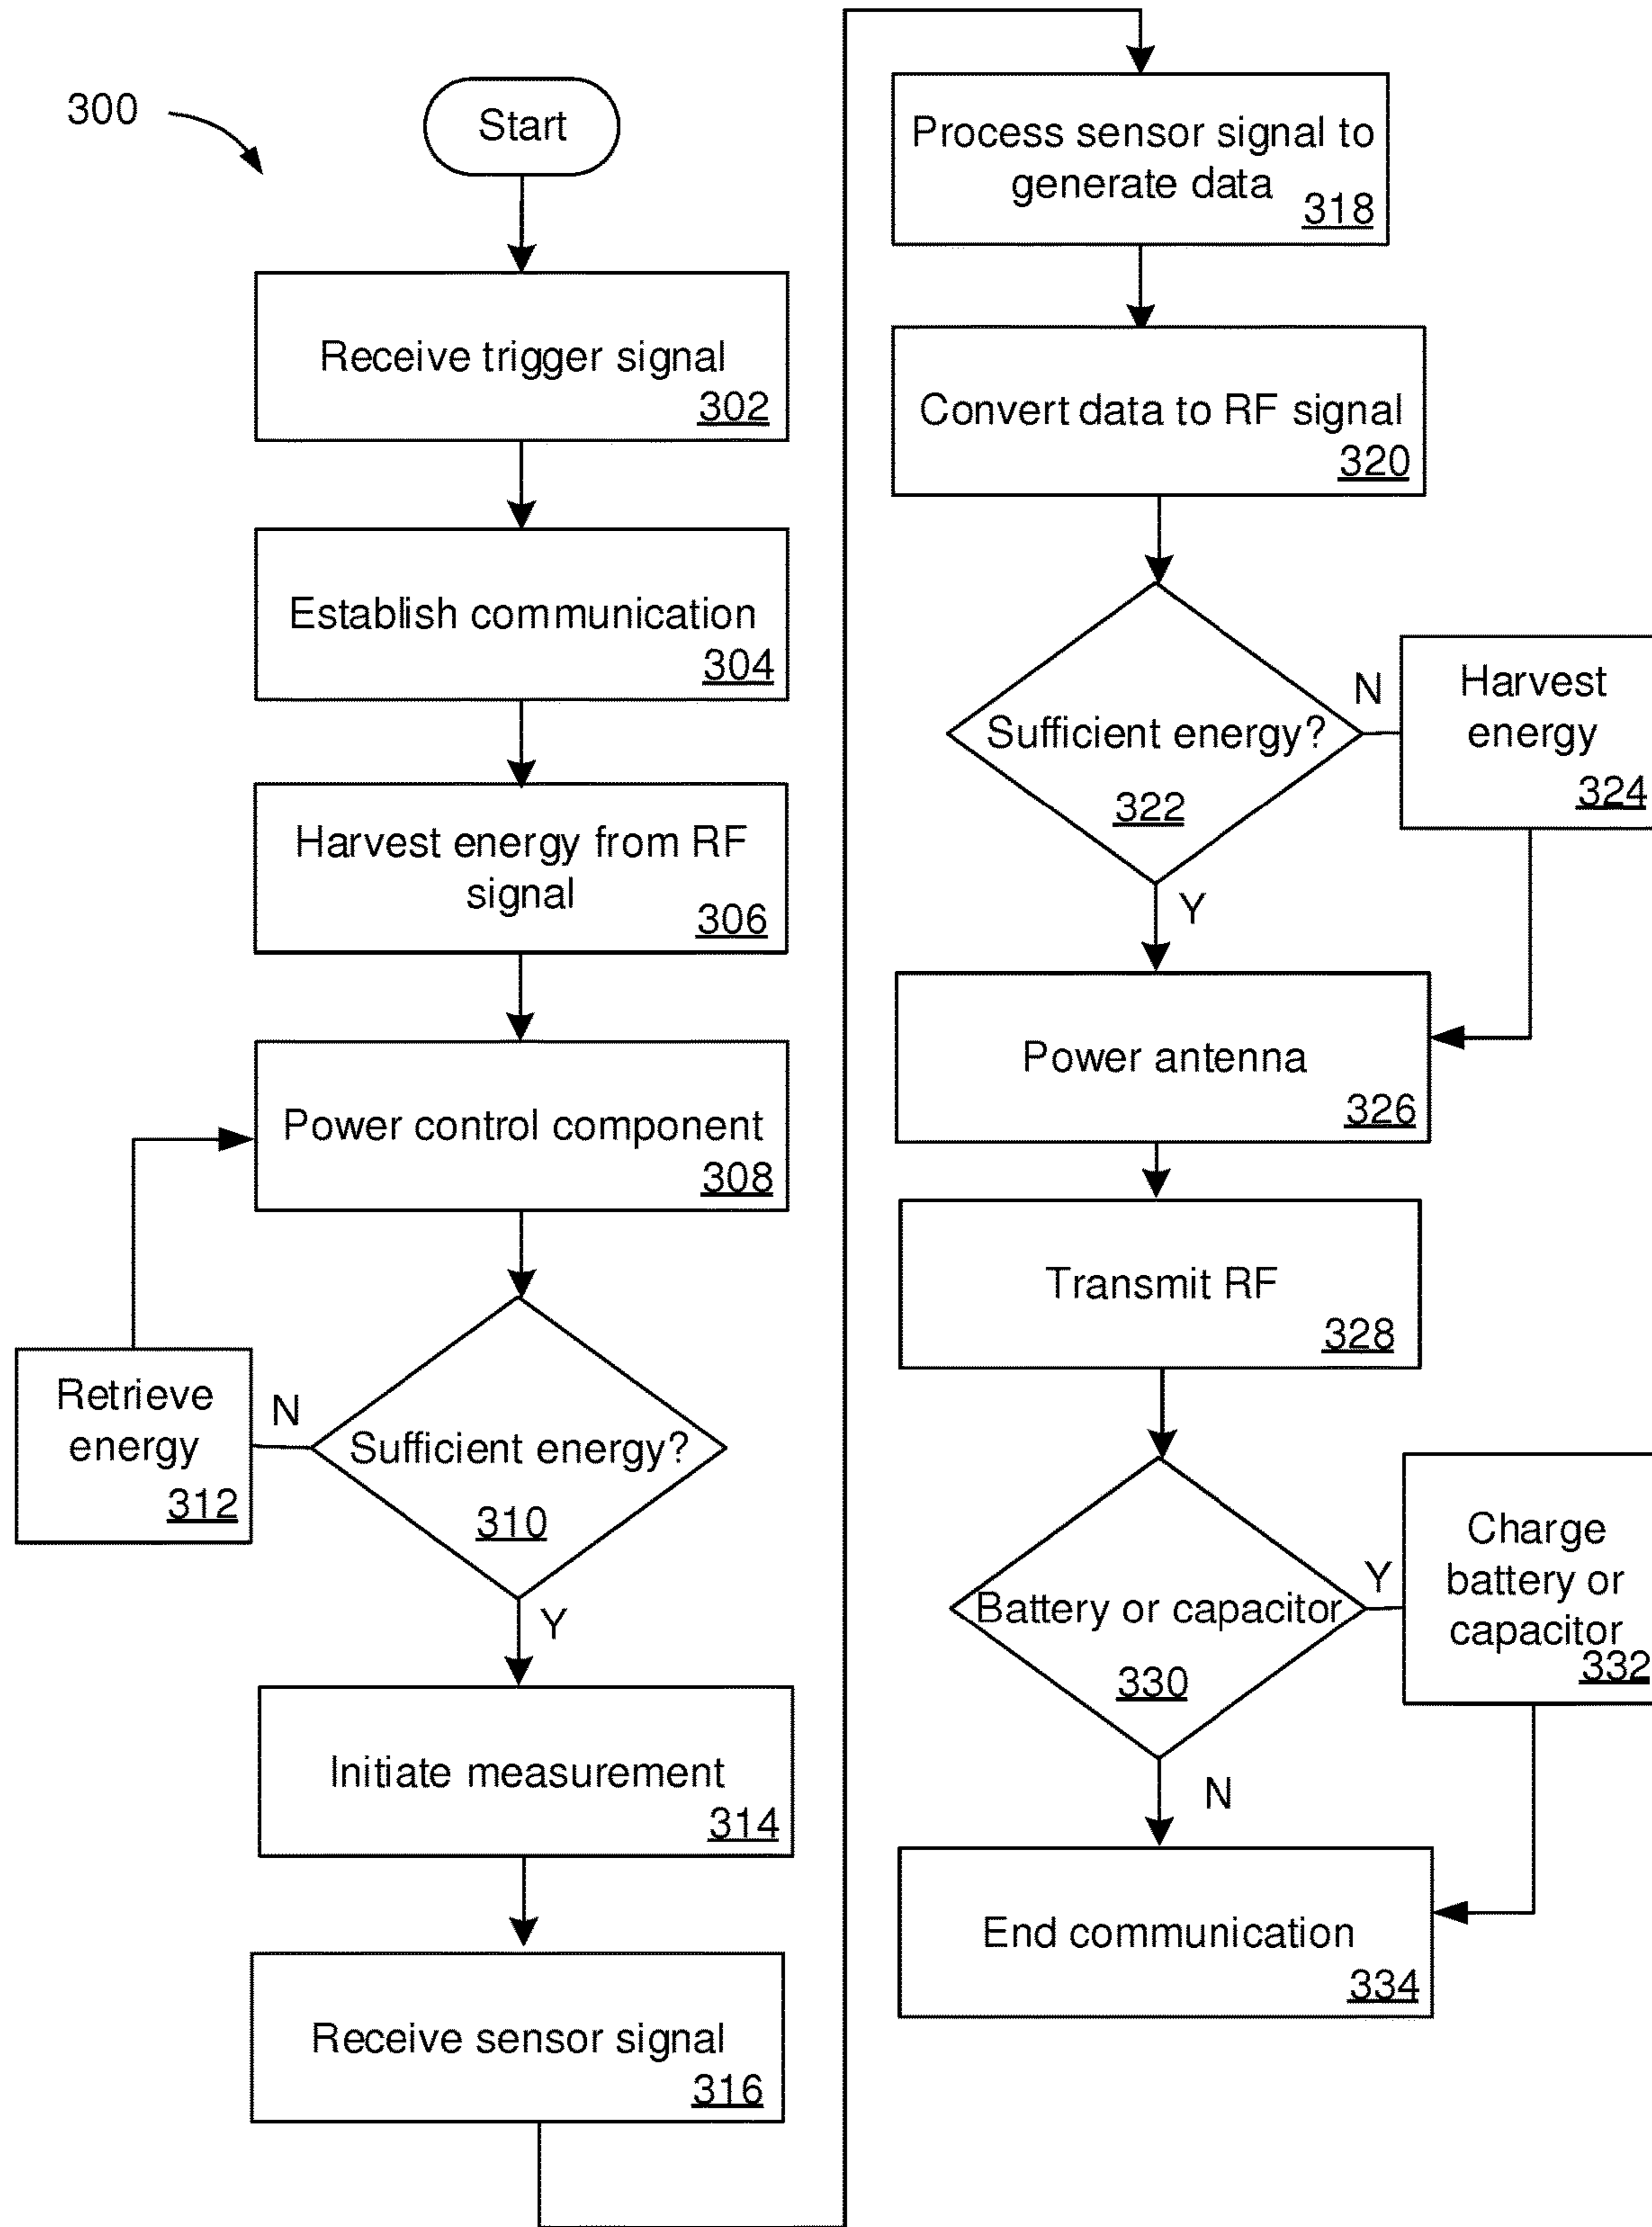 300
Start
Receive trigger signal
302
Establish communication
304
Harvest energy from RF
signal
306
Power control component
308
Sufficient energy?
310
N
Retrieve
energy
312
Y
Initiate measurement
314
Receive sensor signal
316
Process sensor signal to
generate data
318
Convert data to RF signal
320
Sufficient energy?
322
N
Harvest
energy
324
Y
Power antenna
326
Transmit RF
328
Battery or capacitor
330
Y
Charge
battery or
capacitor
332
N
End communication
334